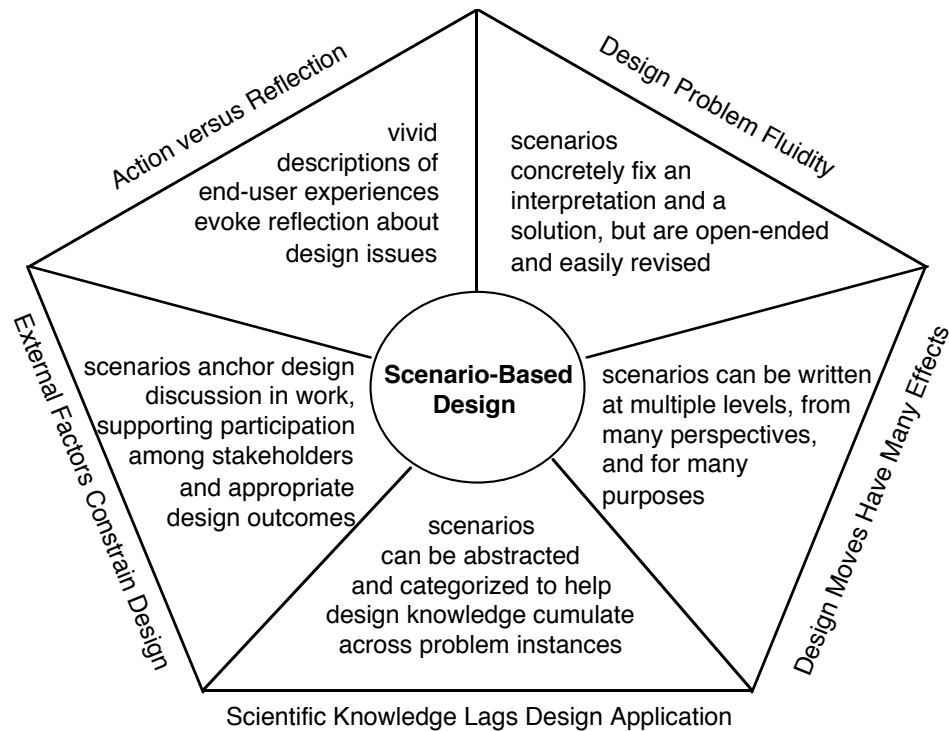 Action versus Reflection
Design Problem Fluidity
vivid
descriptions of
end-user experiences
evoke reflection about
design issues
scenarios
concretely fix an
interpretation and a
solution, but are open-ended
and easily revised
External Factors Constrain Design
scenarios anchor design
discussion in work,
supporting participation
among stakeholders
and appropriate
design outcomes
Scenario-Based
Design
scenarios can be written
at multiple levels, from
many perspectives,
and for many
purposes
Design Moves Have Many Effects
scenarios
can be abstracted
and categorized to help
design knowledge cumulate
across problem instances
Scientific Knowledge Lags Design Application